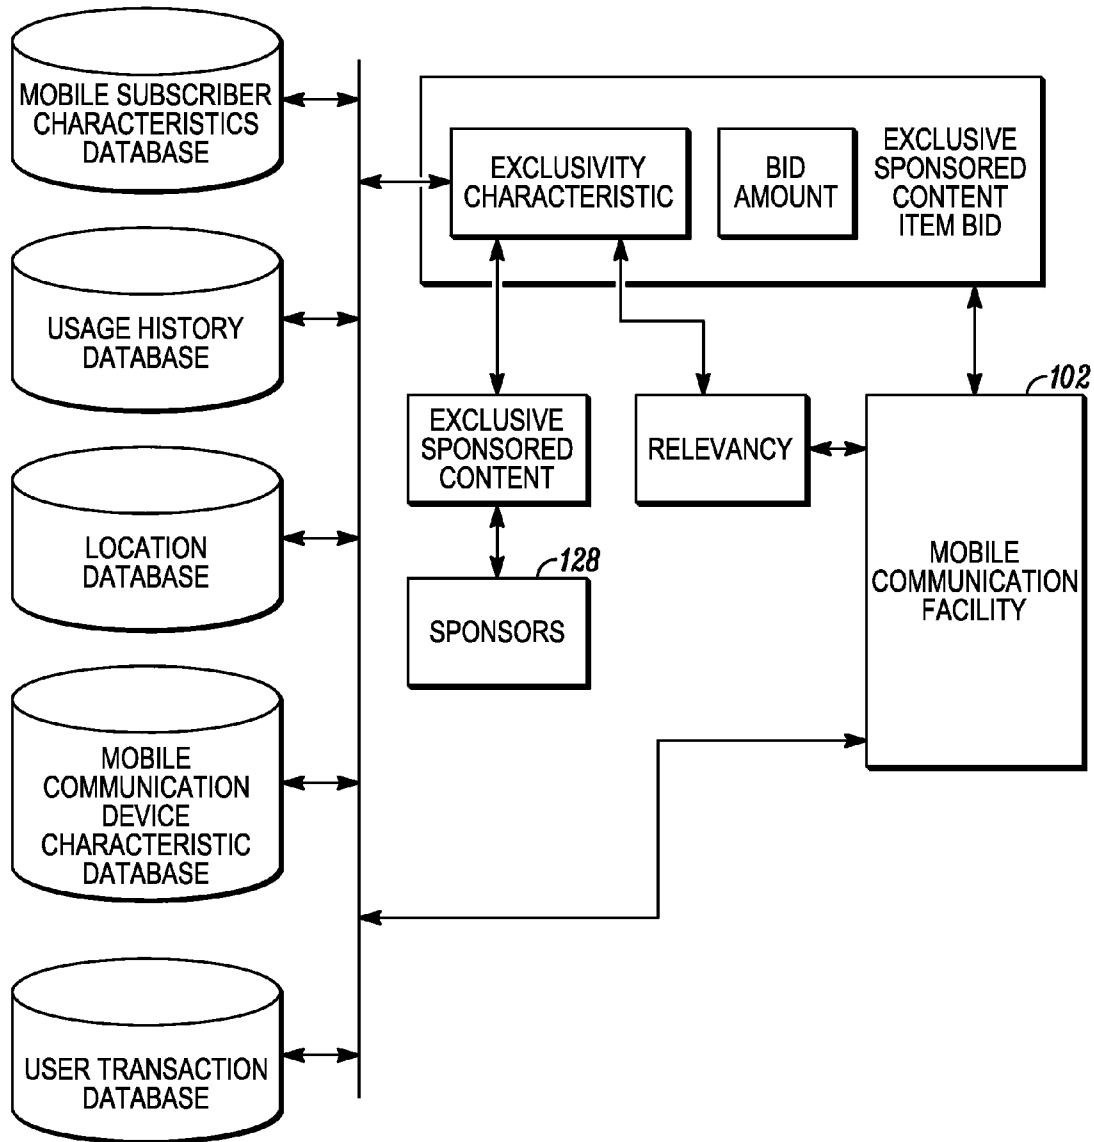 MOBILE SUBSCRIBER
CHARACTERISTICS
DATABASE
EXCLUSIVITY
CHARACTERISTIC
BID
AMOUNT
EXCLUSIVE
SPONSORED
CONTENT
ITEM BID
USAGE HISTORY
DATABASE
102
EXCLUSIVE
SPONSORED
CONTENT
RELEVANCY
LOCATION
DATABASE
128
SPONSORS
MOBILE
COMMUNICATION
FACILITY
MOBILE
COMMUNICATION
DEVICE
CHARACTERISTIC
DATABASE
USER TRANSACTION
DATABASE